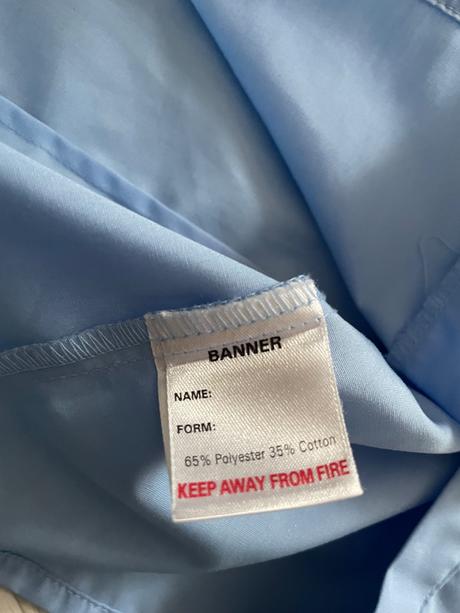 BANNER
NAME:
FORM:
65% Polyester 35% Cotton
KEEP AWAY FROM FIRE